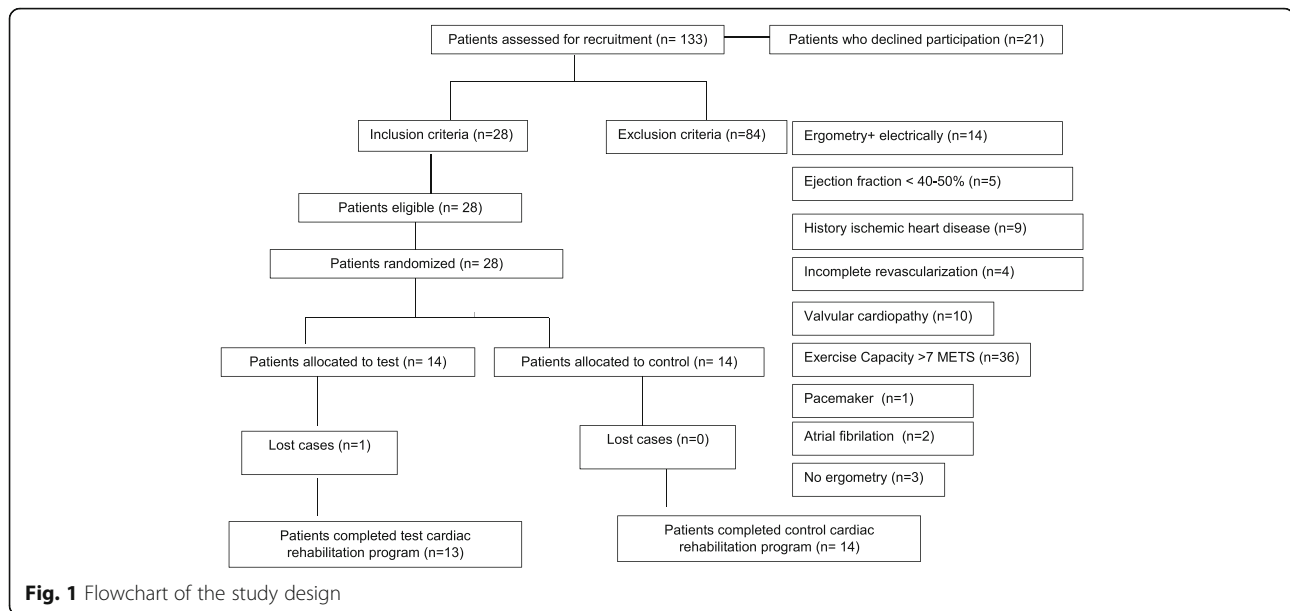 Patients assessed for recruitment (n= 133)
Patients who declined participation (n=21)
Inclusion criteria (n=28)
Exclusion criteria (n=84)
Ergometry+ electrically (n=14)
Ejection fraction < 40-50% (n=5)
Patients eligible (n= 28)
History ischemic heart disease (n=9)
Patients randomized (n= 28)
Incomplete revascularization (n=4)
Valvular cardiopathy (n=10)
Patients allocated to test (n= 14)
Patients allocated to control (n= 14)
Exercise Capacity >7 METS (n=36)
Pacemaker (n=1)
Lost cases (n=1)
Lost cases (n=0)
Atrial fibrilation (n=2)
No ergometry (n=3)
Patients completed test cardiac
rehabilitation program (n=13)
Patients completed control cardiac
rehabilitation program (n= 14)
Fig. 1 Flowchart of the study design